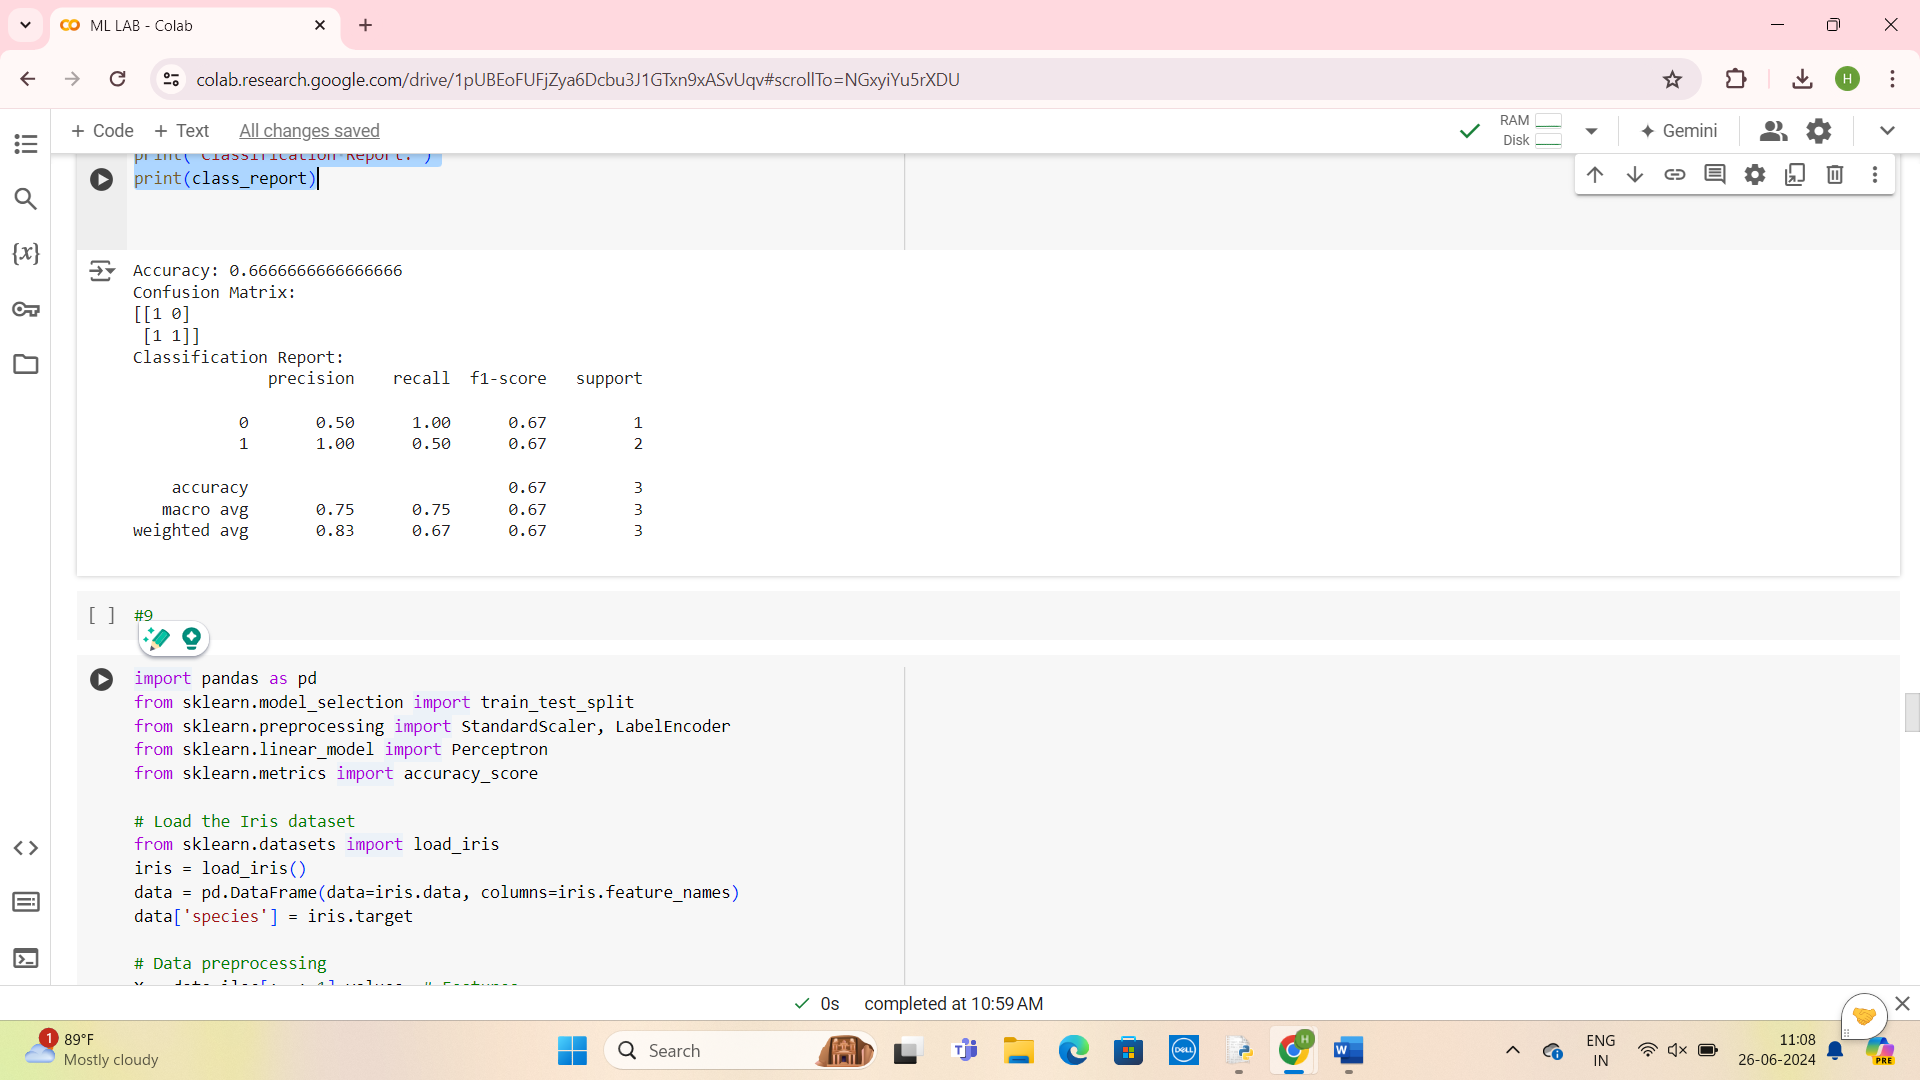 ML LAB - Colab
colab.research.google.com/drive/1pUBEoFUFjZya6Dcbu3J1GTxn9xASvUqv#scrollTo=NGxyiYu5rXDU
H
+ Code + Text All changes saved
RAM
Disk
Gemini
print("Classification Report:")
print(class_report)
{x}
Accuracy: 0.6666666666666666
Confusion Matrix:
[[1 0]
[1 1]]
Classification Report:
precision recall f1-score support
0 0.50 1.00 0.67 1
1 1.00 0.50 0.67 2
accuracy 0.67 3
macro avg 0.75 0.75 0.67 3
weighted avg 0.83 0.67 0.67 3
[ ] #9
import pandas as pd
from sklearn.model_selection import train_test_split
from sklearn.preprocessing import StandardScaler, LabelEncoder
from sklearn.linear_model import Perceptron
from sklearn.metrics import accuracy_score
# Load the Iris dataset
from sklearn.datasets import load_iris
iris = load_iris()
data = pd.DataFrame(data=iris.data, columns=iris.feature_names)
data['species'] = iris.target
# Data preprocessing
0s completed at 10:59 AM
1
89°F
Mostly cloudy
Search
DELL
H
W
ENG
IN
11:08
26-06-2024
PRE